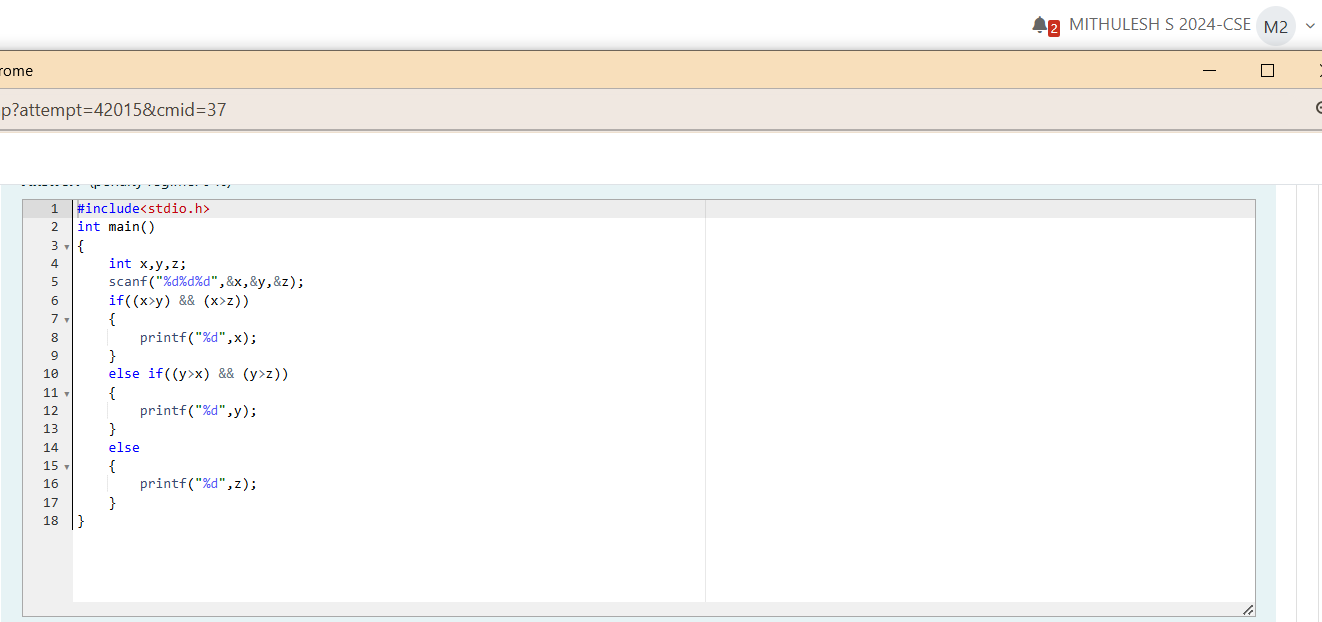 2 MITHULESH S 2024-CSE M2
rome
p?attempt=42015&cmid=37
1 #include<stdio.h>
2 int main()
3 {
4 int x,y,z;
5 scanf("%d%d%d",&x,&y,&z);
6 if((x>y) && (x>z))
7 {
8 printf("%d",x);
9 }
10 else if((y>x) && (y>z))
11 {
12 printf("%d",y);
13 }
14 else
15 {
16 printf("%d",z);
17 }
18 }